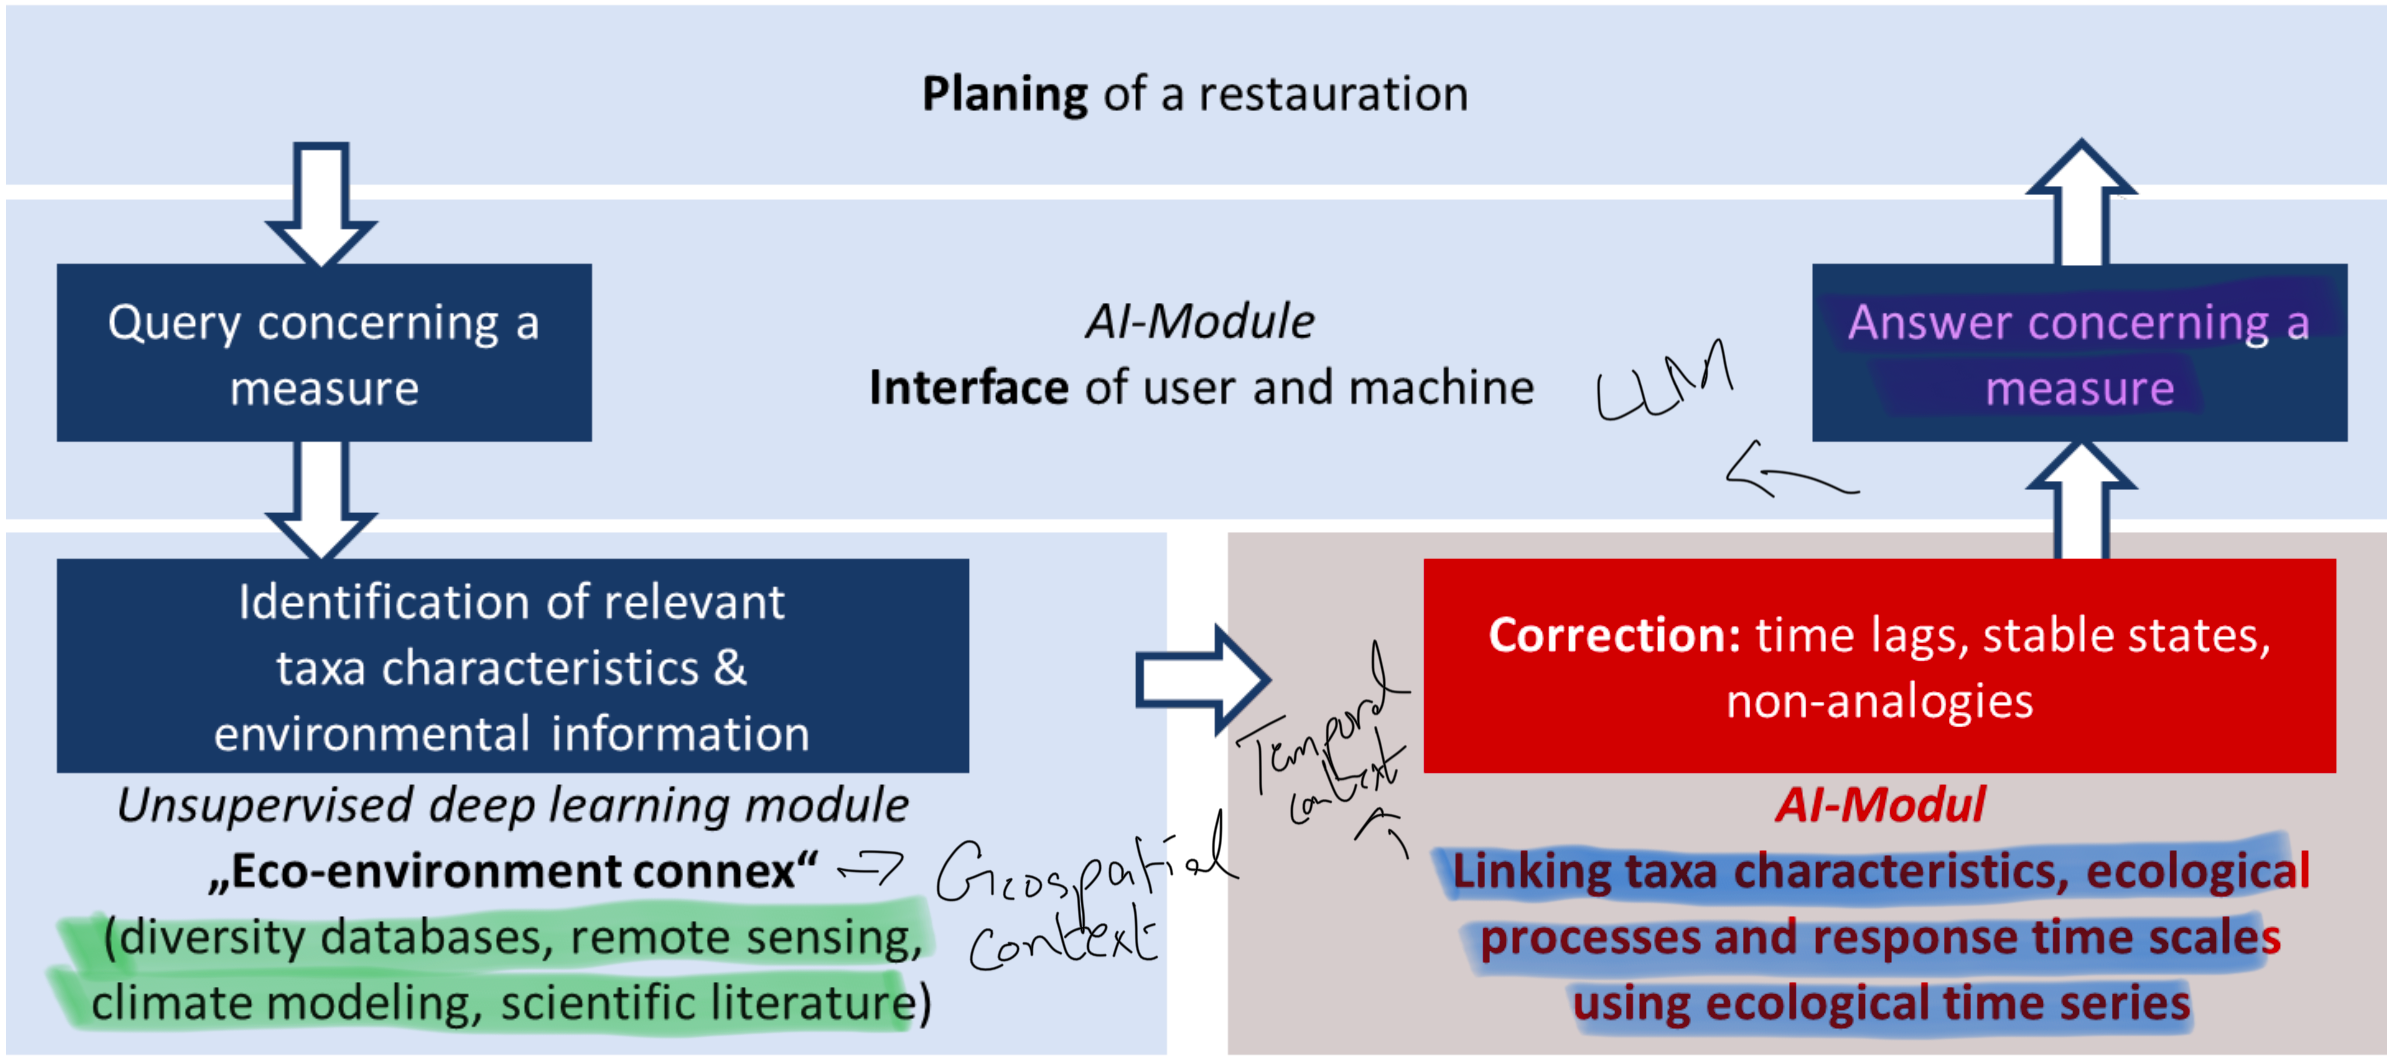 Planing of a restauration
Query concerning a
measure
AI-Module
Interface of user and machine
LLM
Answer concerning a
measure
Identification of relevant
taxa characteristics &
environmental information
Unsupervised deep learning module
„Eco-environment connex“
(diversity databases, remote sensing,
climate modeling, scientific literature)
Geospatial
context
Temporal
context
Correction: time lags, stable states,
non-analogies
AI-Modul
Linking taxa characteristics, ecological
processes and response time scales
using ecological time series